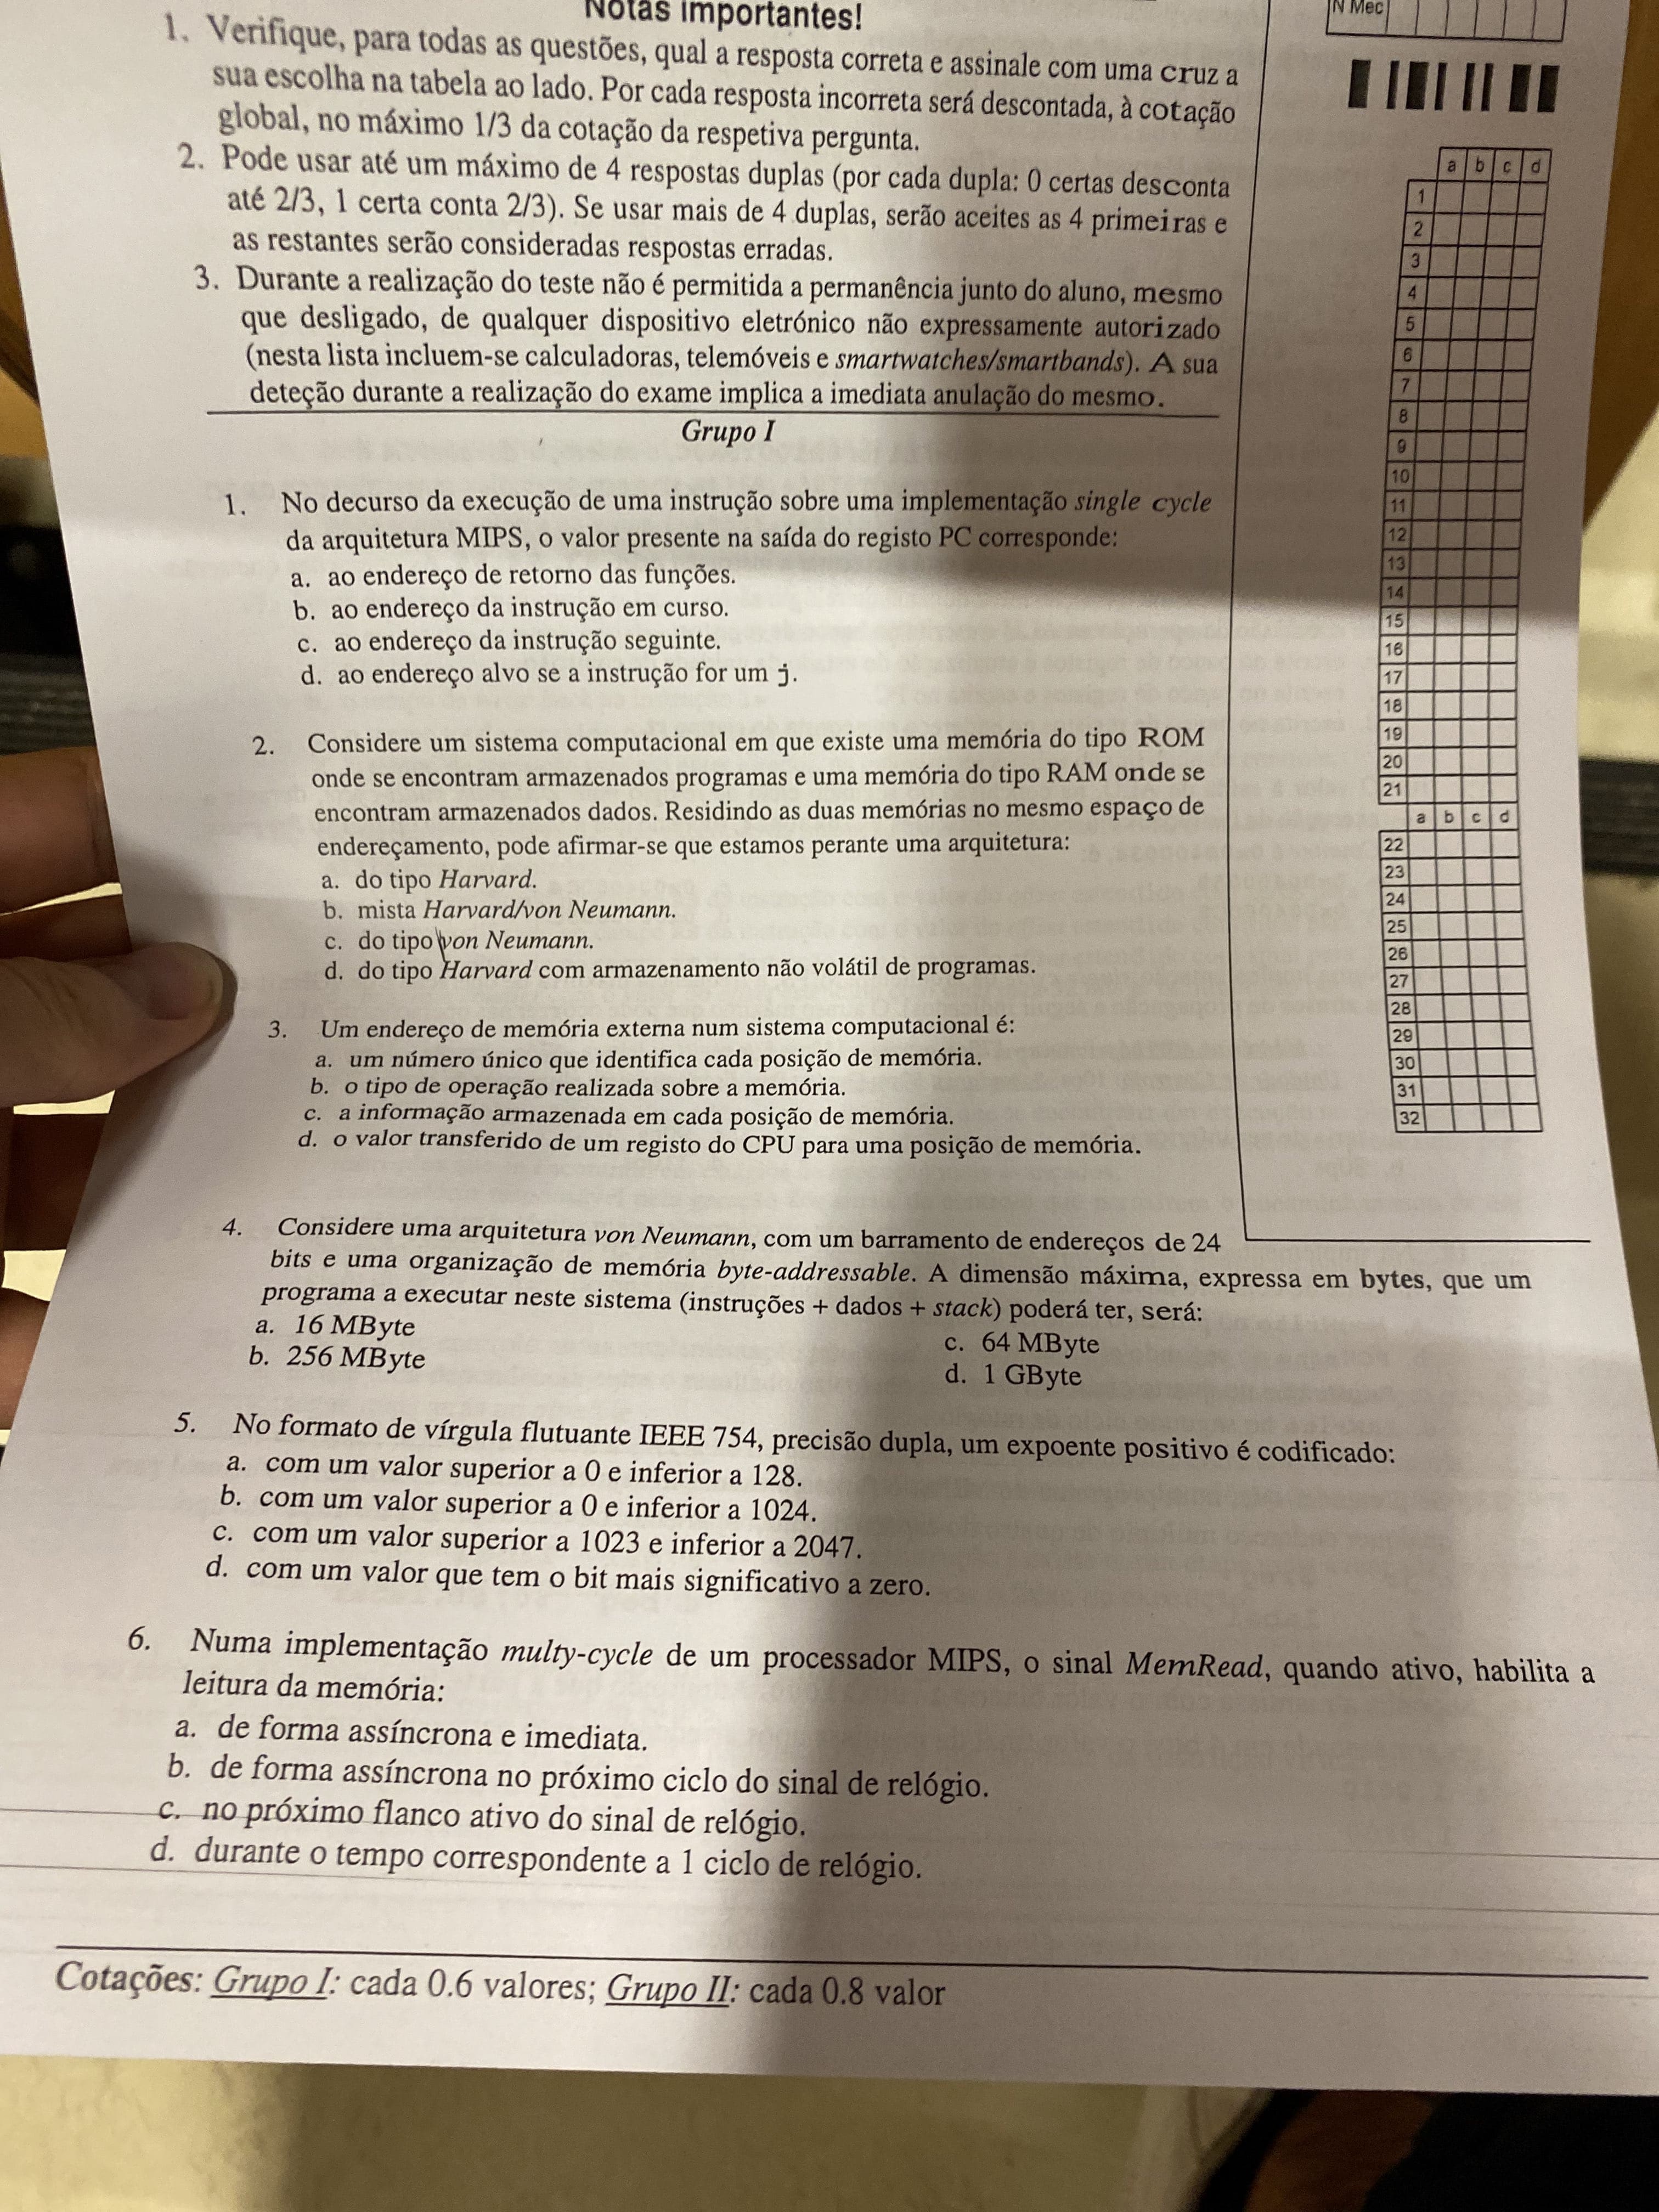 Notas importantes!
1. Verifique, para todas as questões, qual a resposta correta e assinale com uma cruz a
sua escolha na tabela ao lado. Por cada resposta incorreta será descontada, à cotação
global, no máximo 1/3 da cotação da respetiva pergunta.
2. Pode usar até um máximo de 4 respostas duplas (por cada dupla: 0 certas desconta
até 2/3, 1 certa conta 2/3). Se usar mais de 4 duplas, serão aceites as 4 primeiras e
as restantes serão consideradas respostas erradas.
3. Durante a realização do teste não é permitida a permanência junto do aluno, mesmo
que desligado, de qualquer dispositivo eletrónico não expressamente autorizado
(nesta lista incluem-se calculadoras, telemóveis e smartwatches/smartbands). A sua
deteção durante a realização do exame implica a imediata anulação do mesmo.
Grupo I
1. No decurso da execução de uma instrução sobre uma implementação single cycle
da arquitetura MIPS, o valor presente na saída do registo PC corresponde:
a. ao endereço de retorno das funções.
b. ao endereço da instrução em curso.
c. ao endereço da instrução seguinte.
d. ao endereço alvo se a instrução for um j.
2. Considere um sistema computacional em que existe uma memória do tipo ROM
onde se encontram armazenados programas e uma memória do tipo RAM onde se
encontram armazenados dados. Residindo as duas memórias no mesmo espaço de
endereçamento, pode afirmar-se que estamos perante uma arquitetura:
a. do tipo Harvard.
b. mista Harvard/von Neumann.
c. do tipo von Neumann.
d. do tipo Harvard com armazenamento não volátil de programas.
3. Um endereço de memória externa num sistema computacional é:
a. um número único que identifica cada posição de memória.
b. o tipo de operação realizada sobre a memória.
c. a informação armazenada em cada posição de memória.
d. o valor transferido de um registo do CPU para uma posição de memória.
4. Considere uma arquitetura von Neumann, com um barramento de endereços de 24
bits e uma organização de memória byte-addressable. A dimensão máxima, expressa em bytes, que um
programa a executar neste sistema (instruções + dados + stack) poderá ter, será:
a. 16 MByte
b. 256 MByte
c. 64 MByte
d. 1 GByte
5. No formato de vírgula flutuante IEEE 754, precisão dupla, um expoente positivo é codificado:
a. com um valor superior a 0 e inferior a 128.
b. com um valor superior a 0 e inferior a 1024.
c. com um valor superior a 1023 e inferior a 2047.
d. com um valor que tem o bit mais significativo a zero.
6. Numa implementação multy-cycle de um processador MIPS, o sinal MemRead, quando ativo, habilita a
leitura da memória:
a. de forma assíncrona e imediata.
b. de forma assíncrona no próximo ciclo do sinal de relógio.
c. no próximo flanco ativo do sinal de relógio.
d. durante o tempo correspondente a 1 ciclo de relógio.
Cotações: Grupo I: cada 0.6 valores; Grupo II: cada 0.8 valor
N Mec
a b c d
1
2
3
4
5
6
7
8
9
10
11
12
13
14
15
16
17
18
19
20
21
a b c d
22
23
24
25
26
27
28
29
30
31
32